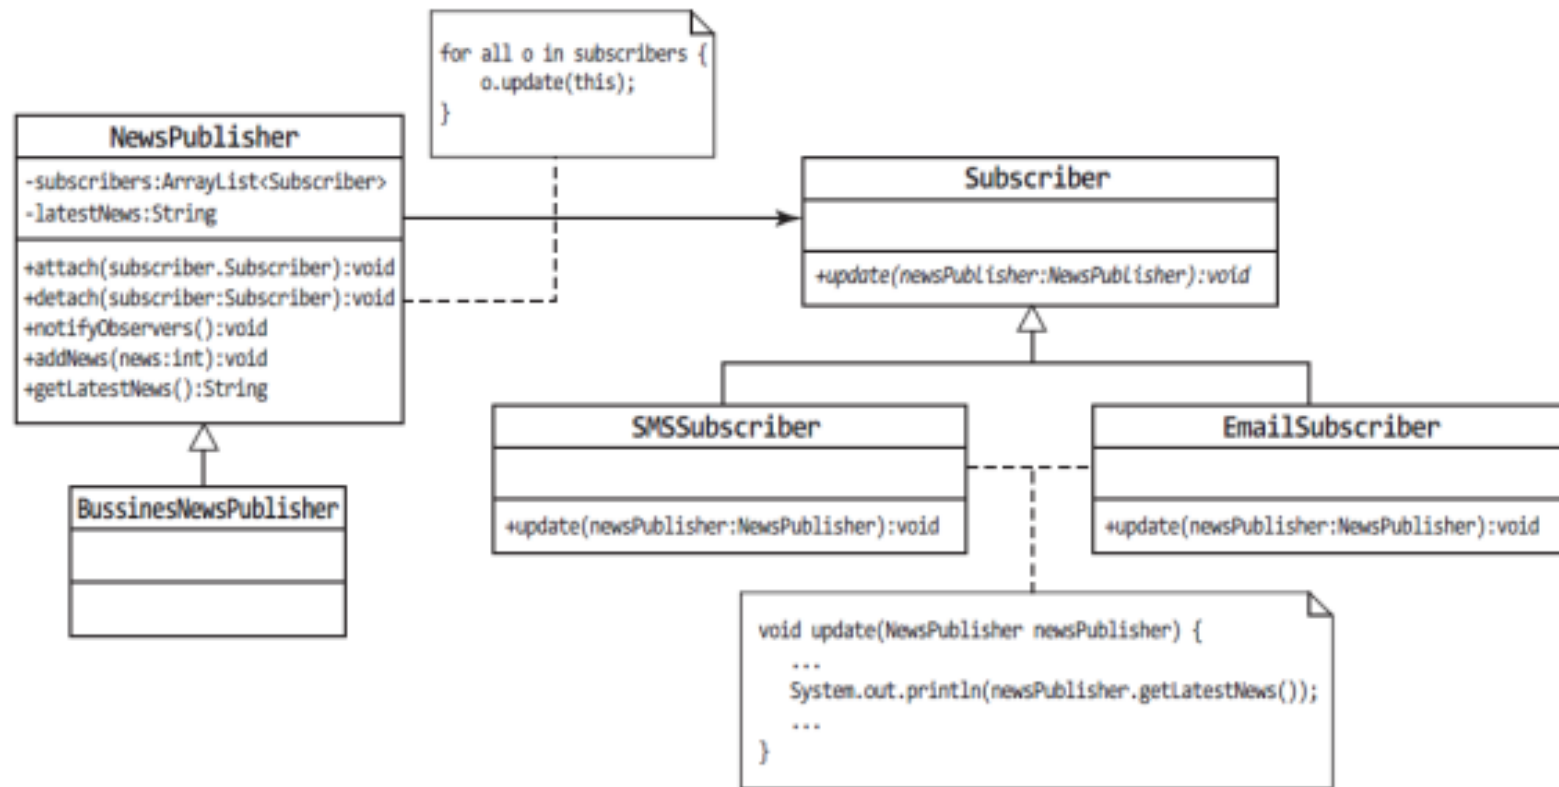 for all o in subscribers {
o.update(this);
}
NewsPublisher
-subscribers:ArrayList<Subscriber>
-latestNews:String
+attach(subscriber.Subscriber):void
+detach(subscriber:Subscriber):void
+notifyObservers():void
+addNews(news:int):void
+getLatestNews():String
BussinesNewsPublisher
Subscriber
+update(newsPublisher:NewsPublisher):void
SMSSubscriber
+update(newsPublisher:NewsPublisher):void
EmailSubscriber
+update(newsPublisher:NewsPublisher):void
void update(NewsPublisher newsPublisher) {
...
System.out.println(newsPublisher.getLatestNews());
...
}